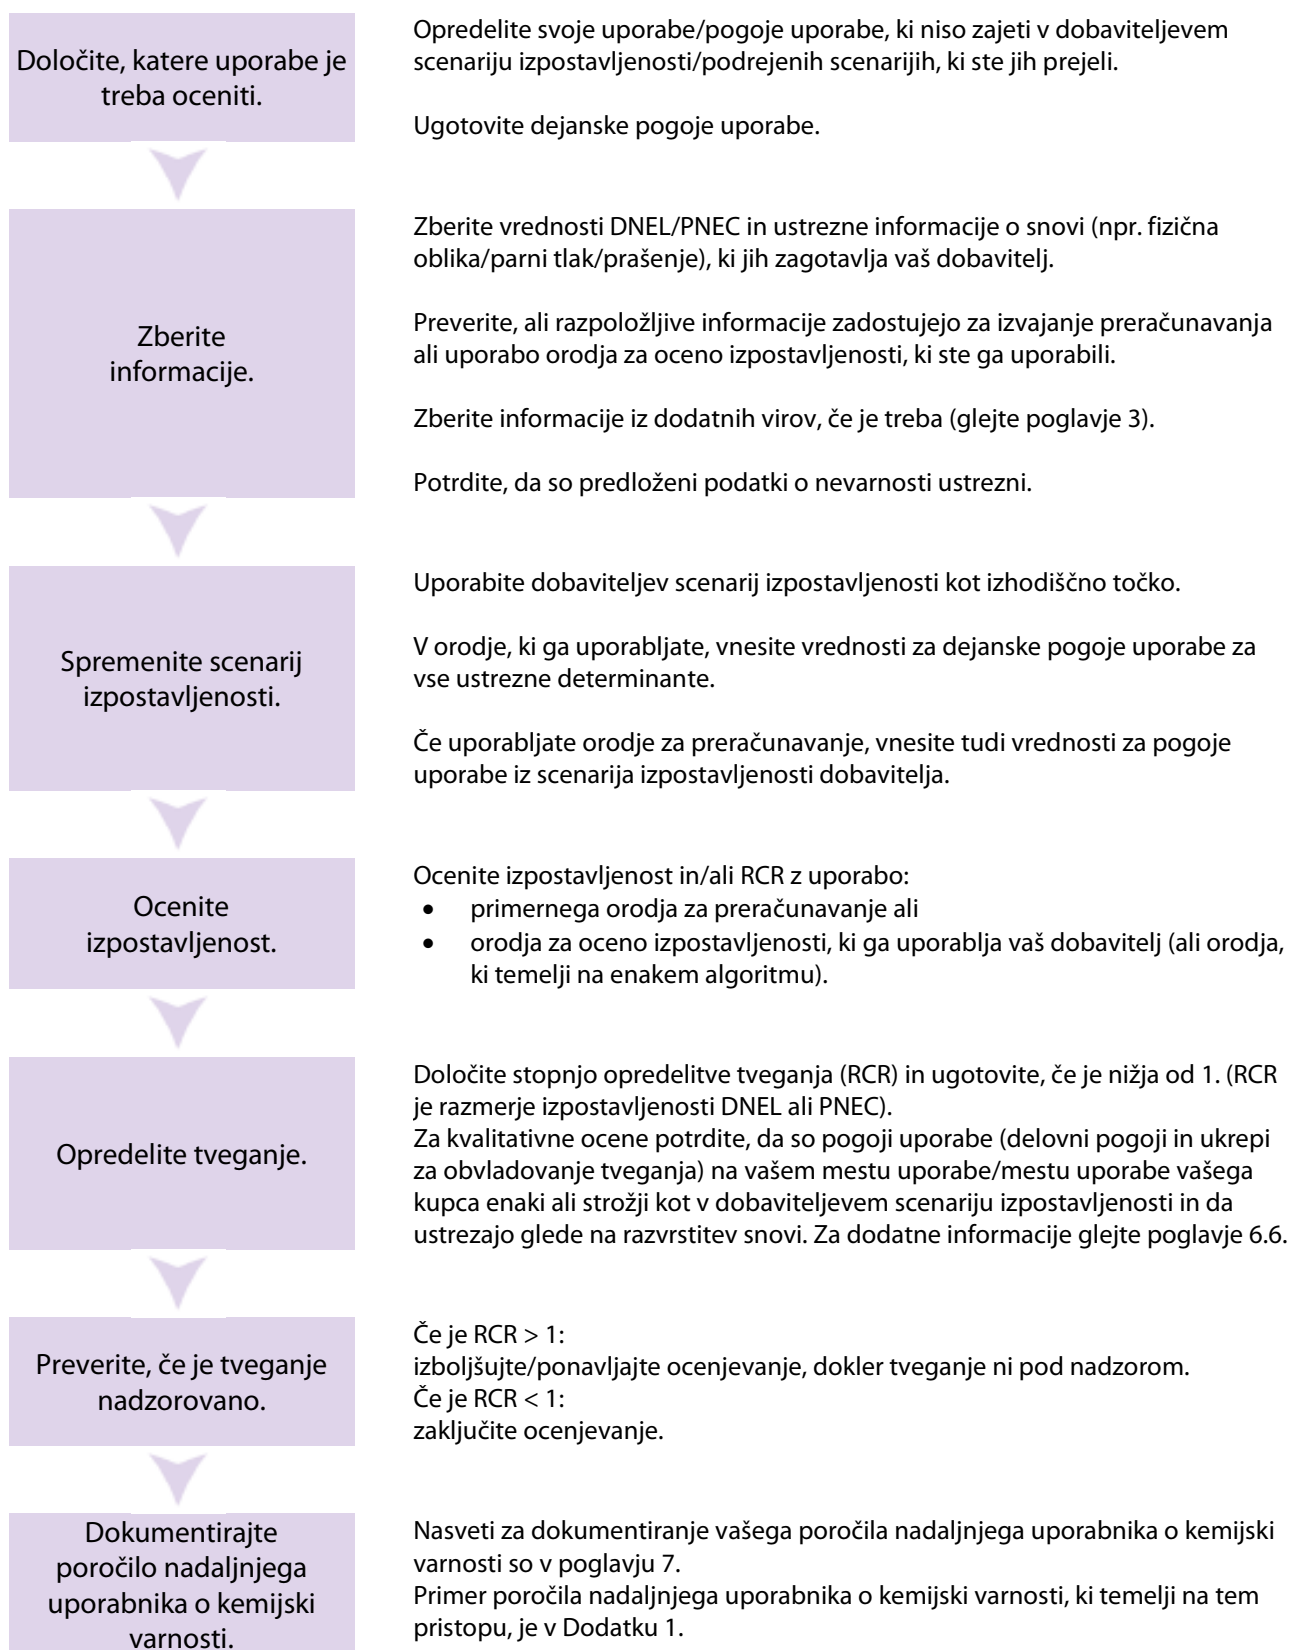 Določite, katere uporabe je
treba oceniti.
Opredelite svoje uporabe/pogoje uporabe, ki niso zajeti v dobaviteljevem
scenariju izpostavljenosti/podrejenih scenarijih, ki ste jih prejeli.
Ugotovite dejanske pogoje uporabe.
Zberite
informacije.
Zberite vrednosti DNEL/PNEC in ustrezne informacije o snovi (npr. fizična
oblika/parni tlak/prašenje), ki jih zagotavlja vaš dobavitelj.
Preverite, ali razpoložljive informacije zadostujejo za izvajanje preračunavanja
ali uporabo orodja za oceno izpostavljenosti, ki ste ga uporabili.
Zberite informacije iz dodatnih virov, če je treba (glejte poglavje 3).
Potrdite, da so predloženi podatki o nevarnosti ustrezni.
Spremenite scenarij
izpostavljenosti.
Uporabite dobaviteljev scenarij izpostavljenosti kot izhodiščno točko.
V orodje, ki ga uporabljate, vnesite vrednosti za dejanske pogoje uporabe za
vse ustrezne determinante.
Če uporabljate orodje za preračunavanje, vnesite tudi vrednosti za pogoje
uporabe iz scenarija izpostavljenosti dobavitelja.
Ocenite
izpostavljenost.
Ocenite izpostavljenost in/ali RCR z uporabo:
• primernega orodja za preračunavanje ali
• orodja za oceno izpostavljenosti, ki ga uporablja vaš dobavitelj (ali orodja,
ki temelji na enakem algoritmu).
Opredelite tveganje.
Določite stopnjo opredelitve tveganja (RCR) in ugotovite, če je nižja od 1. (RCR
je razmerje izpostavljenosti DNEL ali PNEC).
Za kvalitativne ocene potrdite, da so pogoji uporabe (delovni pogoji in ukrepi
za obvladovanje tveganja) na vašem mestu uporabe/mestu uporabe vašega
kupca enaki ali strožji kot v dobaviteljevem scenariju izpostavljenosti in da
ustrezajo glede na razvrstitev snovi. Za dodatne informacije glejte poglavje 6.6.
Preverite, če je tveganje
nadzorovano.
Če je RCR > 1:
izboljšujte/ponavljajte ocenjevanje, dokler tveganje ni pod nadzorom.
Če je RCR < 1:
zaključite ocenjevanje.
Dokumentirajte
poročilo nadaljnjega
uporabnika o kemijski
varnosti.
Nasveti za dokumentiranje vašega poročila nadaljnjega uporabnika o kemijski
varnosti so v poglavju 7.
Primer poročila nadaljnjega uporabnika o kemijski varnosti, ki temelji na tem
pristopu, je v Dodatku 1.